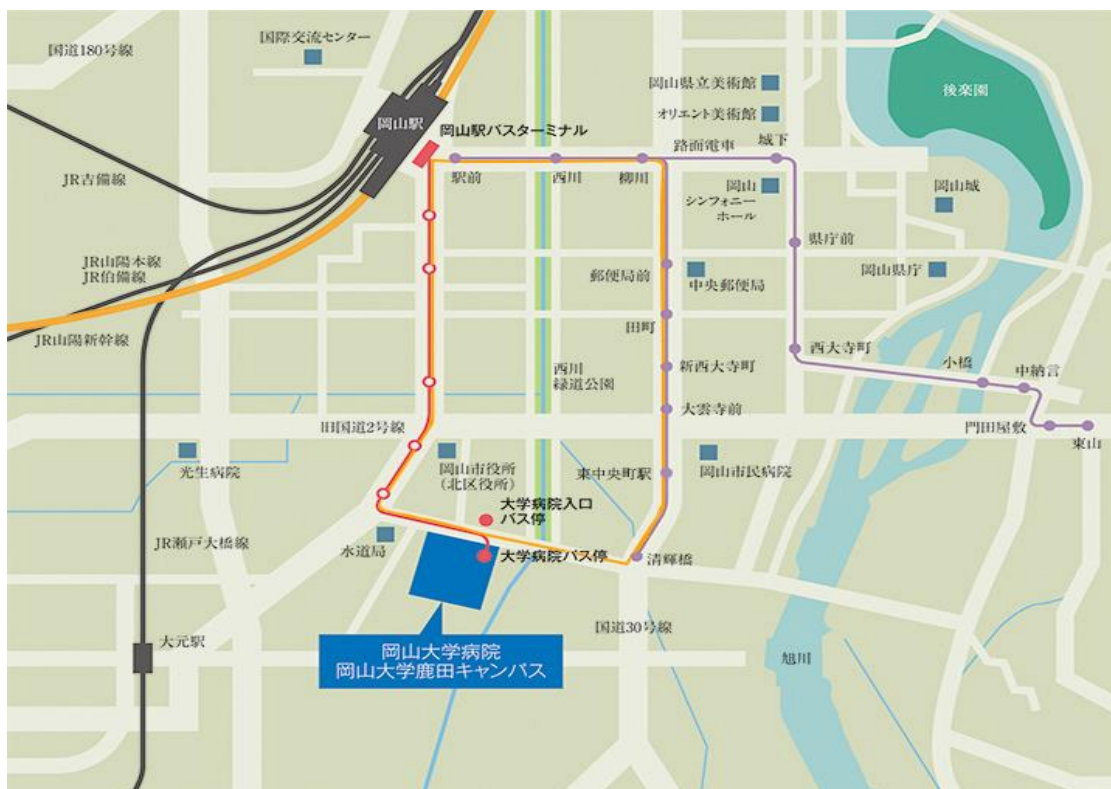 国道180号線
国際交流センター
岡山駅
岡山駅バスターミナル
岡山県立美術館
オリエント美術館
後楽園
路面電車
城下
JR吉備線
駅前
西川
柳川
岡山
シンフォニー
ホール
岡山城
県庁前
JR山陽本線
JR伯備線
郵便局前
中央郵便局
岡山県庁
JR山陽新幹線
田町
西川
緑道公園
新西大寺町
西大寺町
小橋
中納言
大雲寺前
旧国道2号線
門田屋敷
東山
光生病院
岡山市役所
(北区役所)
東中央町駅
岡山市民病院
大学病院入口
バス停
JR瀬戸大橋線
水道局
大学病院バス停
清輝橋
大元駅
国道30号線
岡山大学病院
岡山大学鹿田キャンパス
旭川